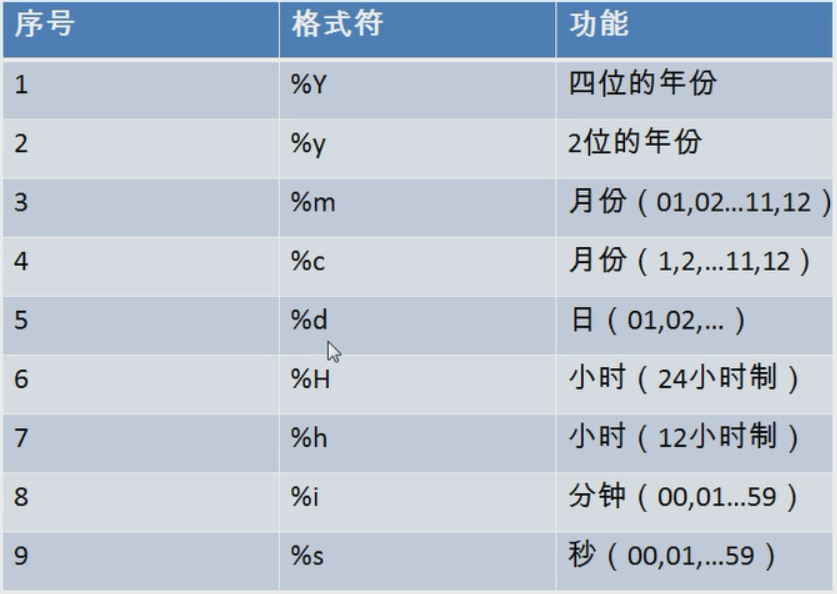 序号 格式符 功能
1 %Y 四位的年份
2 %y 2位的年份
3 %m 月份（01,02…11,12）
4 %c 月份（1,2,…11,12）
5 %d 日（01,02,…）
6 %H 小时（24小时制）
7 %h 小时（12小时制）
8 %i 分钟（00,01…59）
9 %s 秒（00,01,…59）